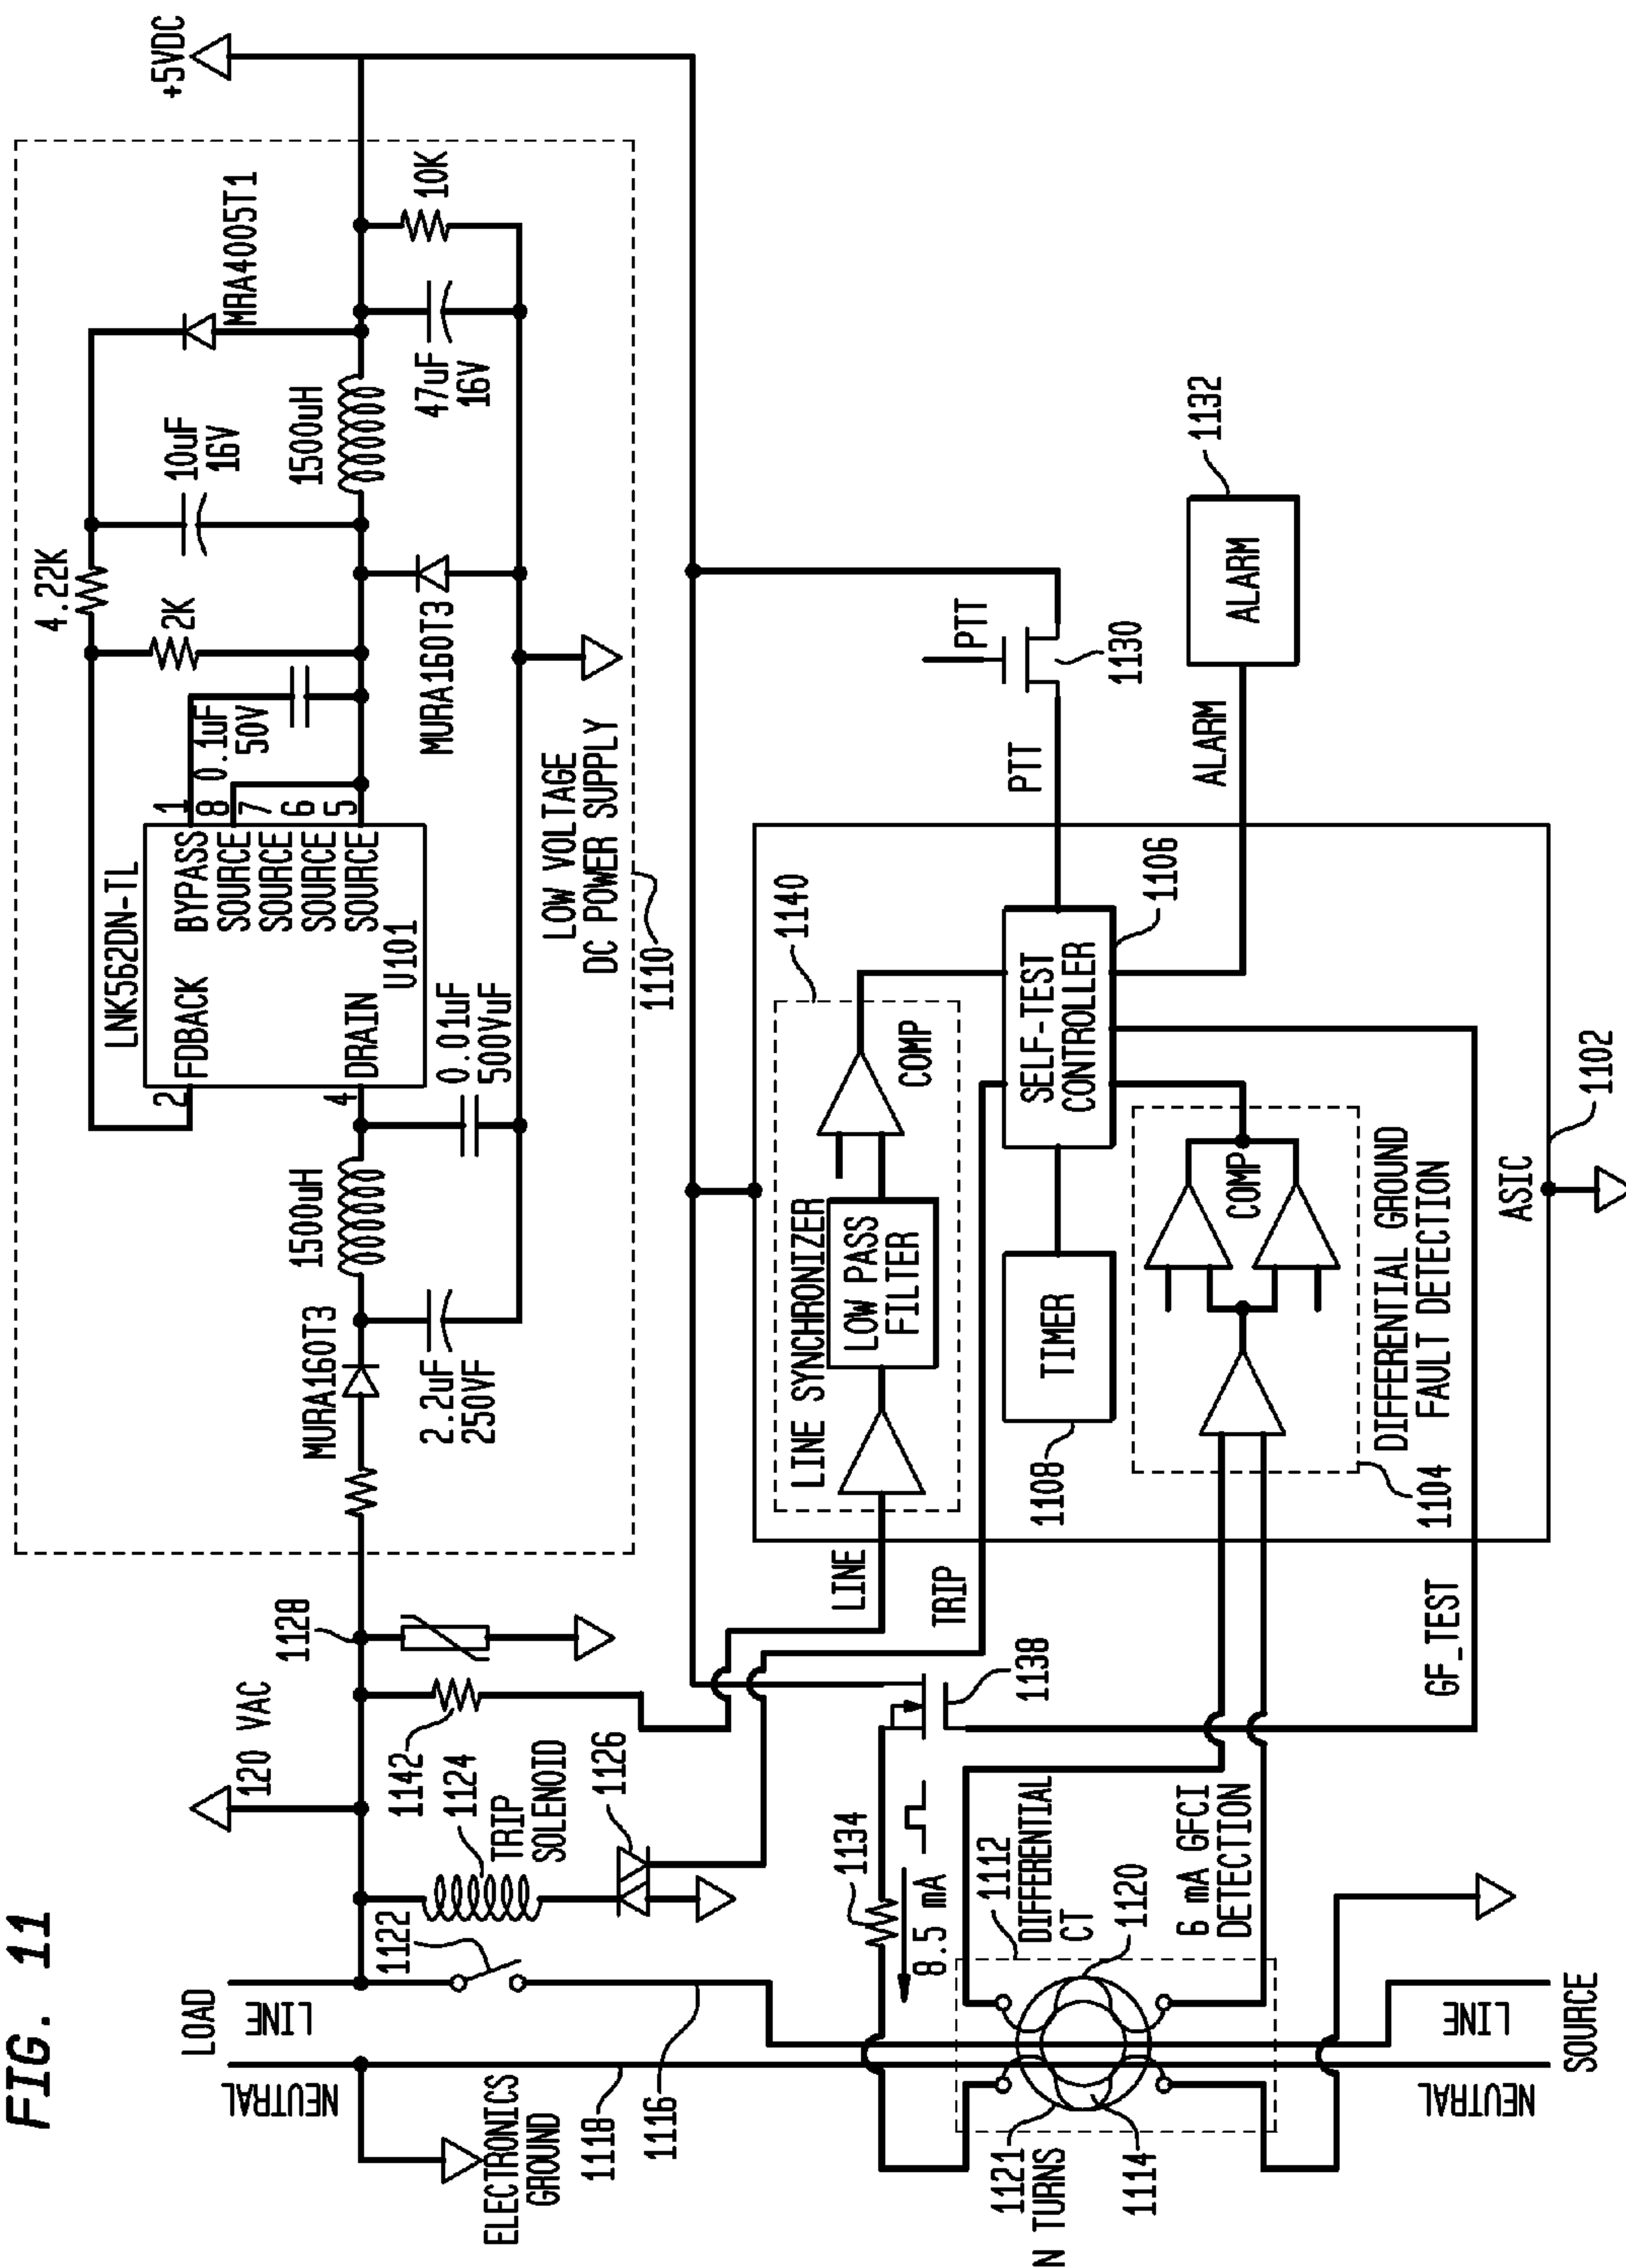 FIG. 11
LOAD
NEUTRAL
LINE
ELECTRONICS
GROUND
1118
1116
1122
120 VAC
1142
1124
TRIP
SOLENOID
1126
1128
MURA160T3
2.2uF
250VF
1500uH
0.01uF
500VuF
LNK562DN-TL
2
FDBACK
4
DRAIN
U101
BYPASS
SOURCE
SOURCE
SOURCE
SOURCE
1
8
7
6
5
0.1uF
50V
4.22K
2K
10uF
16V
1500uH
MRA4005T1
MURA160T3
47uF
16V
10K
+5VDC
LOW VOLTAGE
DC POWER SUPPLY
1110
1134
8.5 mA
1138
LINE
TRIP
GF_TEST
1112
DIFFERENTIAL
CT
1120
6 mA GFCI
DETECTION
1121
N TURNS
1114
NEUTRAL
LINE
SOURCE
LINE SYNCHRONIZER
LOW PASS
FILTER
COMP
1140
TIMER
1108
SELF-TEST
CONTROLLER
1106
COMP
DIFFERENTIAL GROUND
FAULT DETECTION
1104
ASIC
1102
PTT
PTT
1130
ALARM
ALARM
1132